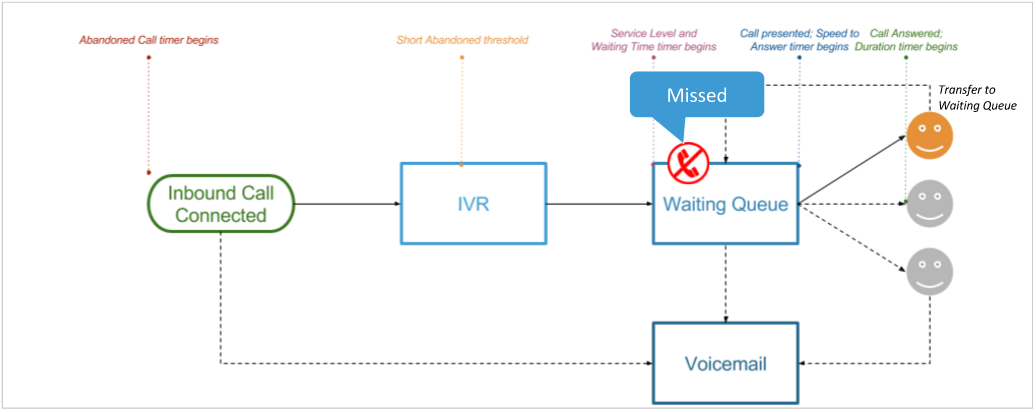 Abandoned Call timer begins
Short Abandoned threshold
Service Level and
Waiting Time timer begins
Call presented; Speed to
Answer timer begins
Call Answered;
Duration timer begins
Missed
Transfer to
Waiting Queue
Inbound Call
Connected
IVR
Waiting Queue
Voicemail